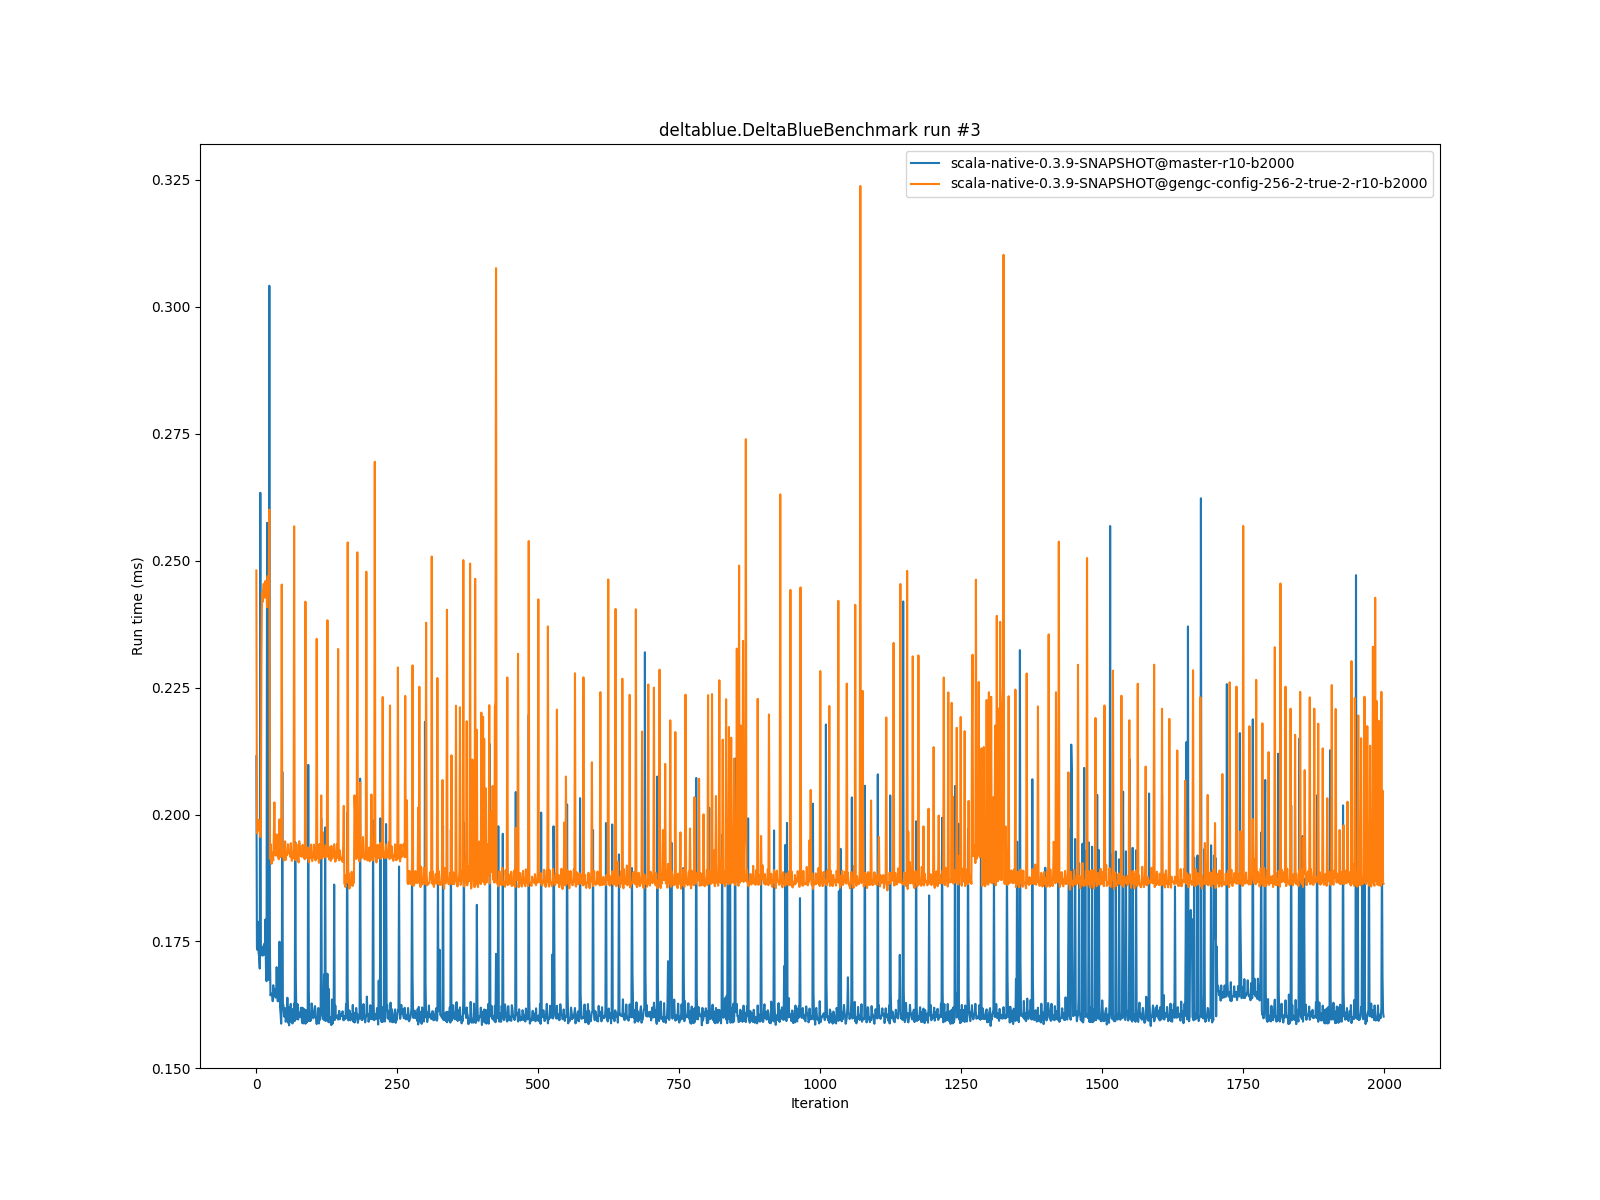 deltablue.DeltaBlueBenchmark run #3
scala-native-0.3.9-SNAPSHOT@master-r10-b2000
scala-native-0.3.9-SNAPSHOT@gengc-config-256-2-true-2-r10-b2000
Run time (ms)
0.325
0.300
0.275
0.250
0.225
0.200
0.175
0.150
0 250 500 750 1000 1250 1500 1750 2000
Iteration